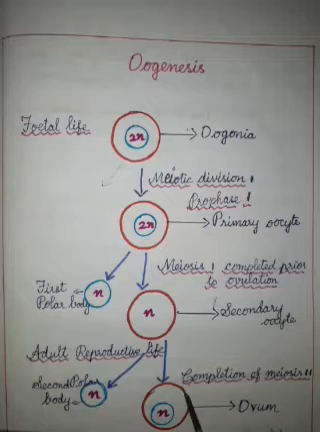 Oogenesis
Foetal life
2n
Oogonia
Meiotic division I
Prophase I
2n
Primary oocyte
Meiosis I completed prior
to ovulation
First
Polar body
n
n
Secondary
oocyte
Adult Reproductive life
Completion of meiosis II
Second Polar
body
n
n
Ovum